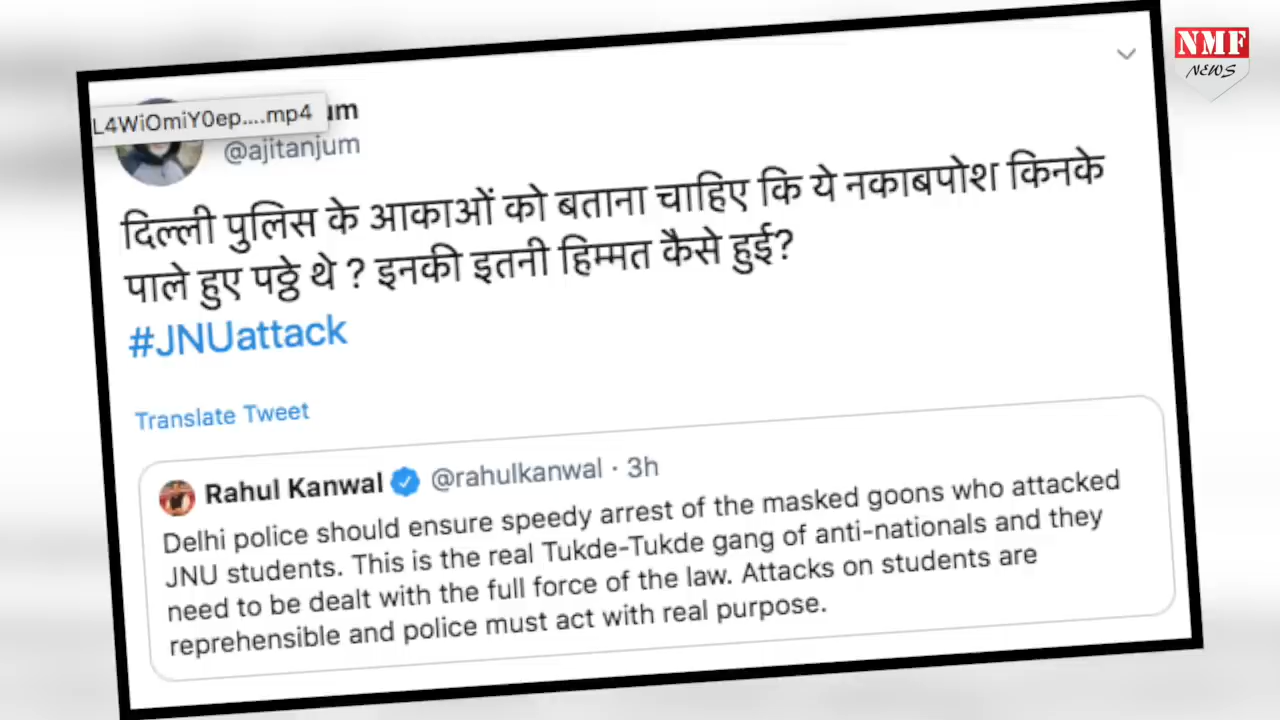 NMF
NEWS
L4WiOmiY0ep....mp4
um
@ajitanjum
दिल्ली पुलिस के आकाओं को बताना चाहिए कि ये नकाबपोश किनके
पाले हुए पठ्ठे थे ? इनकी इतनी हिम्मत कैसे हुई?
#JNUattack
Translate Tweet
Rahul Kanwal @rahulkanwal · 3h
Delhi police should ensure speedy arrest of the masked goons who attacked
JNU students. This is the real Tukde-Tukde gang of anti-nationals and they
need to be dealt with the full force of the law. Attacks on students are
reprehensible and police must act with real purpose.